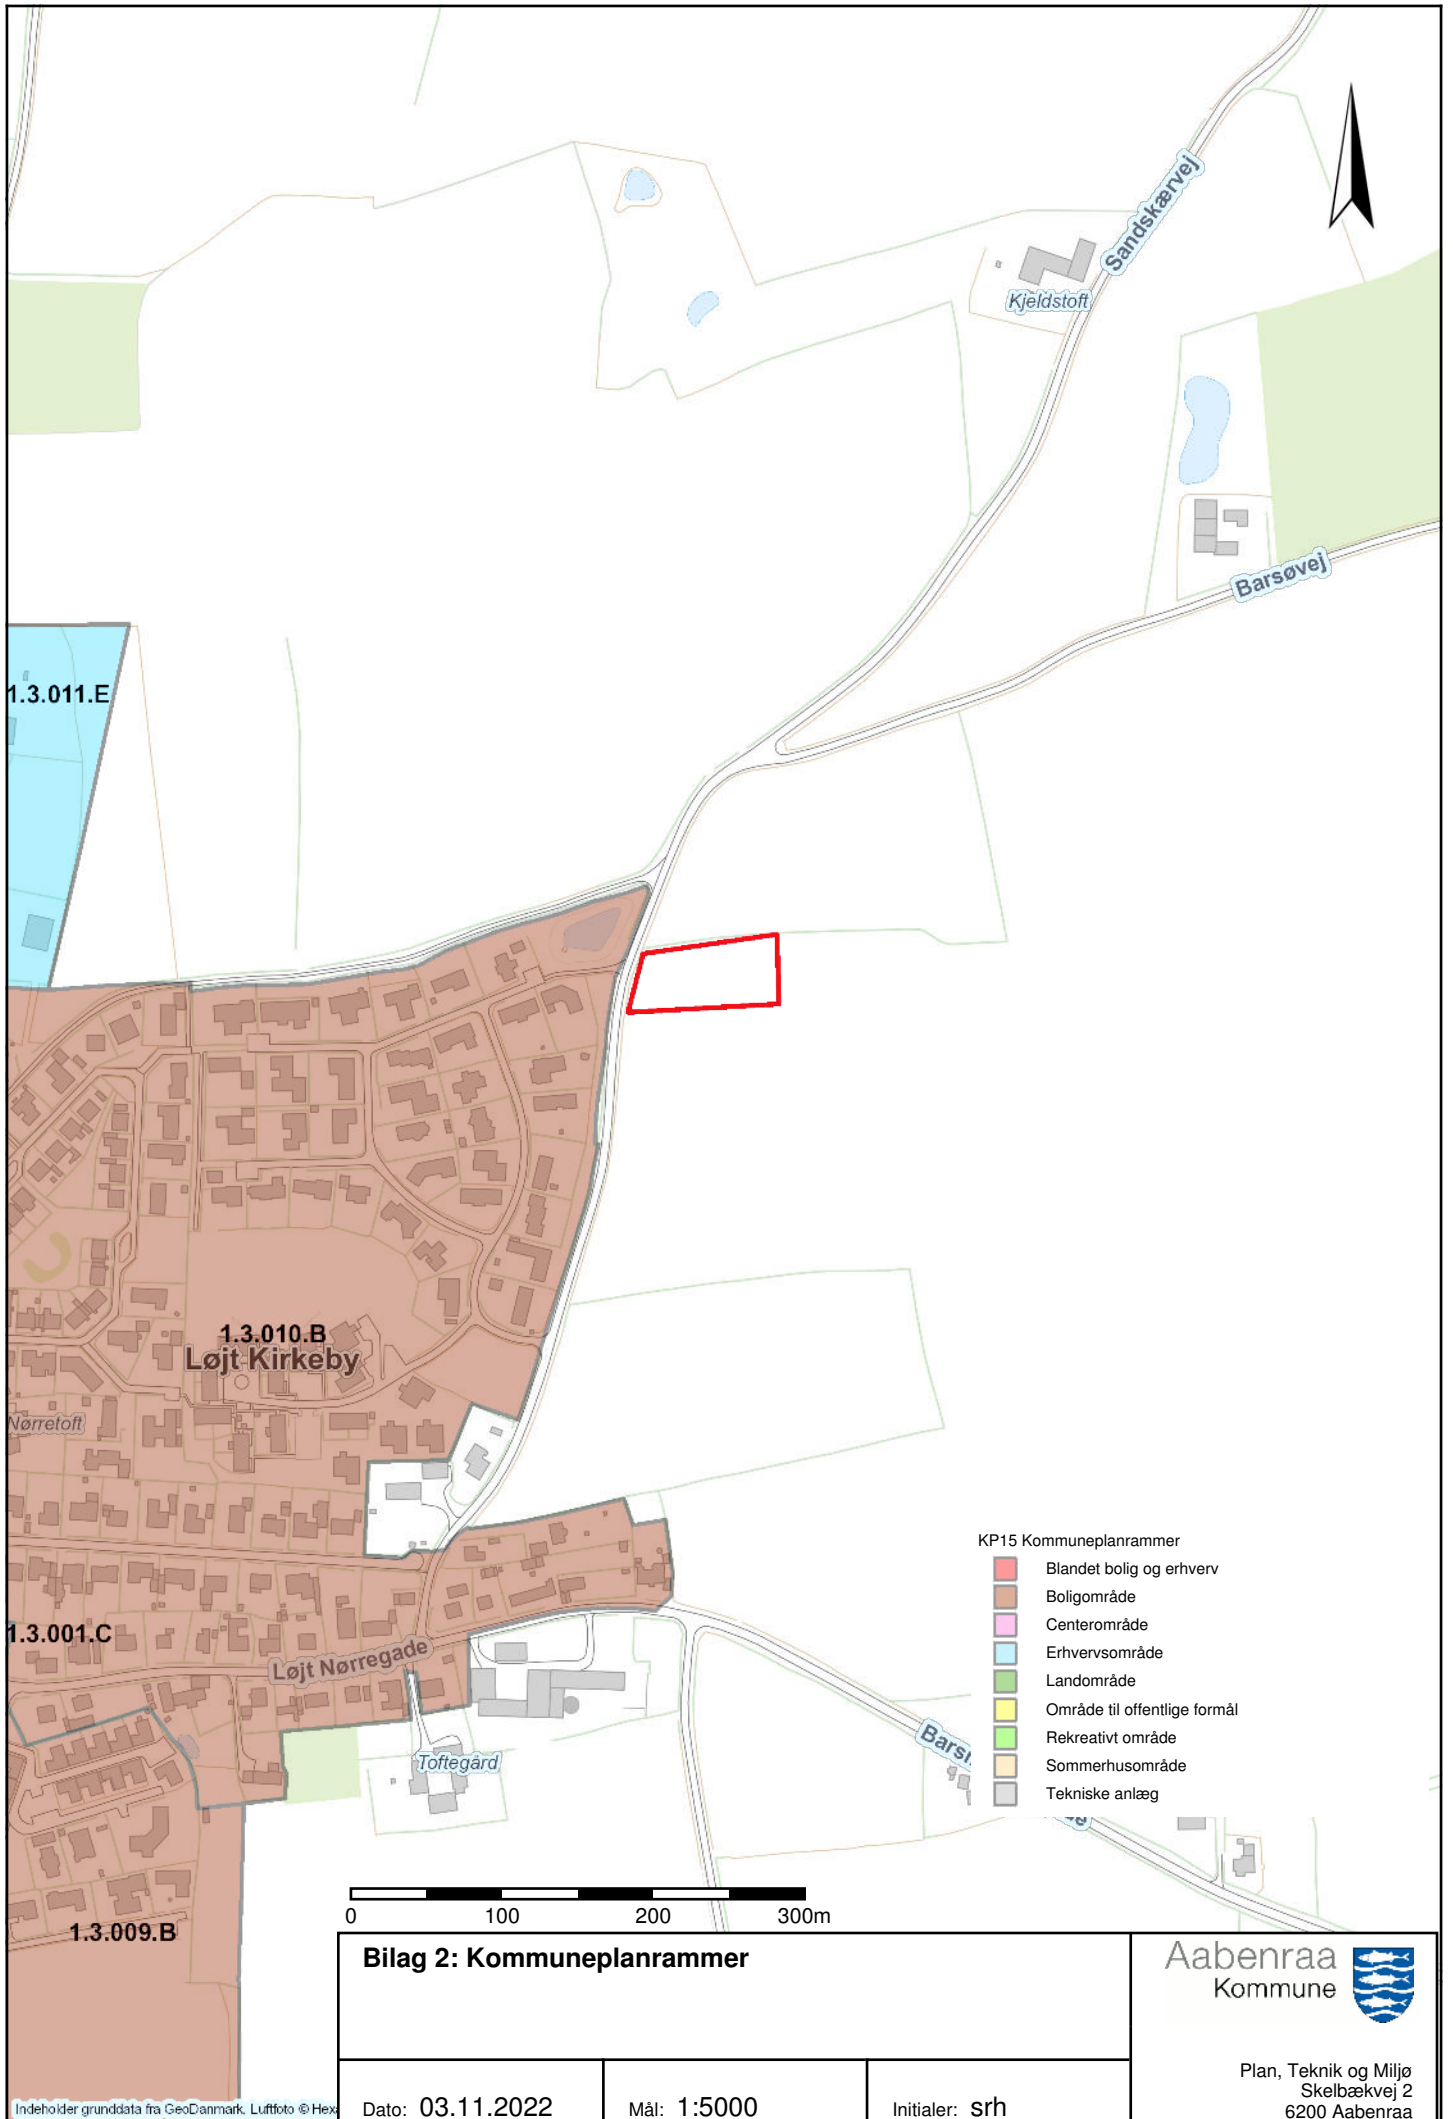 Sandskærvej
Kjeldstoft
Barsøvej
1.3.011.E
1.3.010.B
Løjt Kirkeby
Nørretoft
KP15 Kommuneplanrammer
Blandet bolig og erhverv
Boligområde
Centerområde
Erhvervsområde
Landområde
Område til offentlige formål
Rekreativt område
Sommerhusområde
Tekniske anlæg
1.3.001.C
Løjt Nørregade
Toftegård
1.3.009.B
0 100 200 300m
Bilag 2: Kommuneplanrammer
Aabenraa
Kommune
Plan, Teknik og Miljø
Skelbækvej 2
6200 Aabenraa
Dato: 03.11.2022
Mål: 1:5000
Initialer: srh
Indeholder grunddata fra GeoDanmark. Luftfoto ©